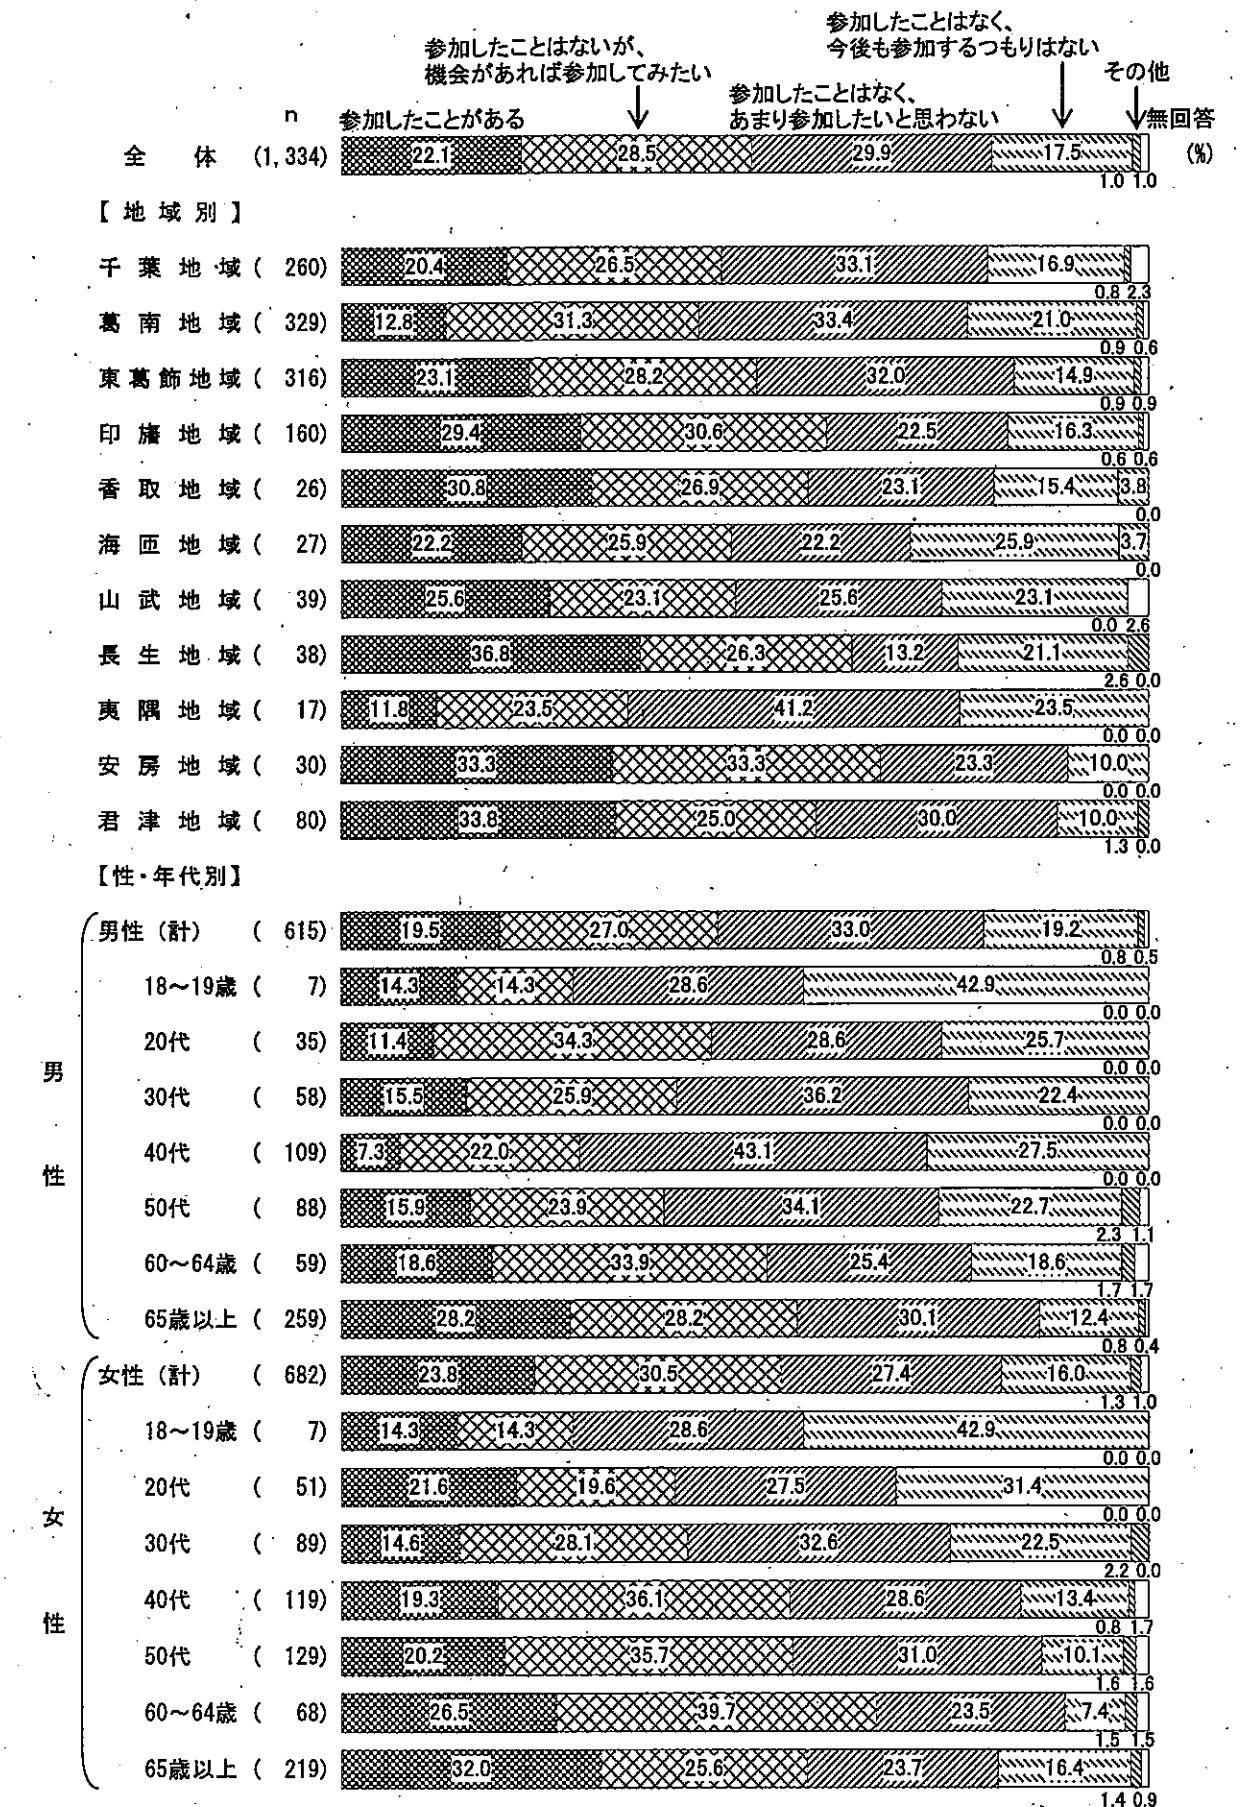 参加したことはなく、
今後も参加するつもりはない
参加したことはないが、
機会があれば参加してみたい
その他
参加したことはなく、
あまり参加したいと思わない
n 参加したことがある 無回答
全体 (1,334) 22.1 28.5 29.9 17.5 (%)
1.0 1.0
【地域別】
千葉地域 ( 260) 20.4 26.5 33.1 16.9
0.8 2.3
葛南地域 ( 329) 12.8 31.3 33.4 21.0
0.9 0.6
東葛飾地域 ( 316) 23.1 28.2 32.0 14.9
0.9 0.9
印旛地域 ( 160) 29.4 30.6 22.5 16.3
0.6 0.6
香取地域 ( 26) 30.8 26.9 23.1 15.4 3.8
0.0
海匝地域 ( 27) 22.2 25.9 22.2 25.9 3.7
0.0
山武地域 ( 39) 25.6 23.1 25.6 23.1
0.0 2.6
長生地域 ( 38) 36.8 26.3 13.2 21.1
2.6 0.0
夷隅地域 ( 17) 11.8 23.5 41.2 23.5
0.0 0.0
安房地域 ( 30) 33.3 33.3 23.3 10.0
0.0 0.0
君津地域 ( 80) 33.8 25.0 30.0 10.0
1.3 0.0
【性・年代別】
男性(計) ( 615) 19.5 27.0 33.0 19.2
0.8 0.5
18～19歳 ( 7) 14.3 14.3 28.6 42.9
0.0 0.0
20代 ( 35) 11.4 34.3 28.6 25.7
0.0 0.0
男性
30代 ( 58) 15.5 25.9 36.2 22.4
0.0 0.0
40代 ( 109) 7.3 22.0 43.1 27.5
0.0 0.0
50代 ( 88) 15.9 23.9 34.1 22.7
2.3 1.1
60～64歳 ( 59) 18.6 33.9 25.4 18.6
1.7 1.7
65歳以上 ( 259) 28.2 28.2 30.1 12.4
0.8 0.4
女性(計) ( 682) 23.8 30.5 27.4 16.0
1.3 1.0
18～19歳 ( 7) 14.3 14.3 28.6 42.9
0.0 0.0
20代 ( 51) 21.6 19.6 27.5 31.4
0.0 0.0
女性
30代 ( 89) 14.6 28.1 32.6 22.5
2.2 0.0
40代 ( 119) 19.3 36.1 28.6 13.4
0.8 1.7
50代 ( 129) 20.2 35.7 31.0 10.1
1.6 1.6
60～64歳 ( 68) 26.5 39.7 23.5 7.4
1.5 1.5
65歳以上 ( 219) 32.0 25.6 23.7 16.4
1.4 0.9